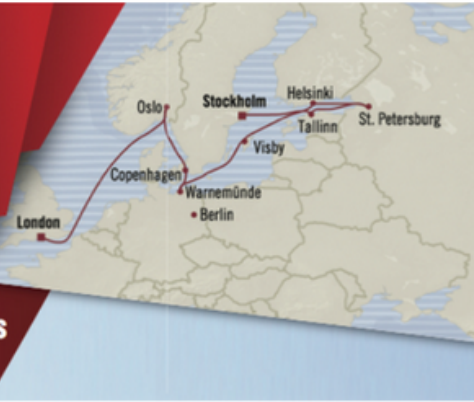 Oslo
Stockholm
Helsinki
Tallinn
St. Petersburg
Visby
Copenhagen
Warnemünde
Berlin
London
S